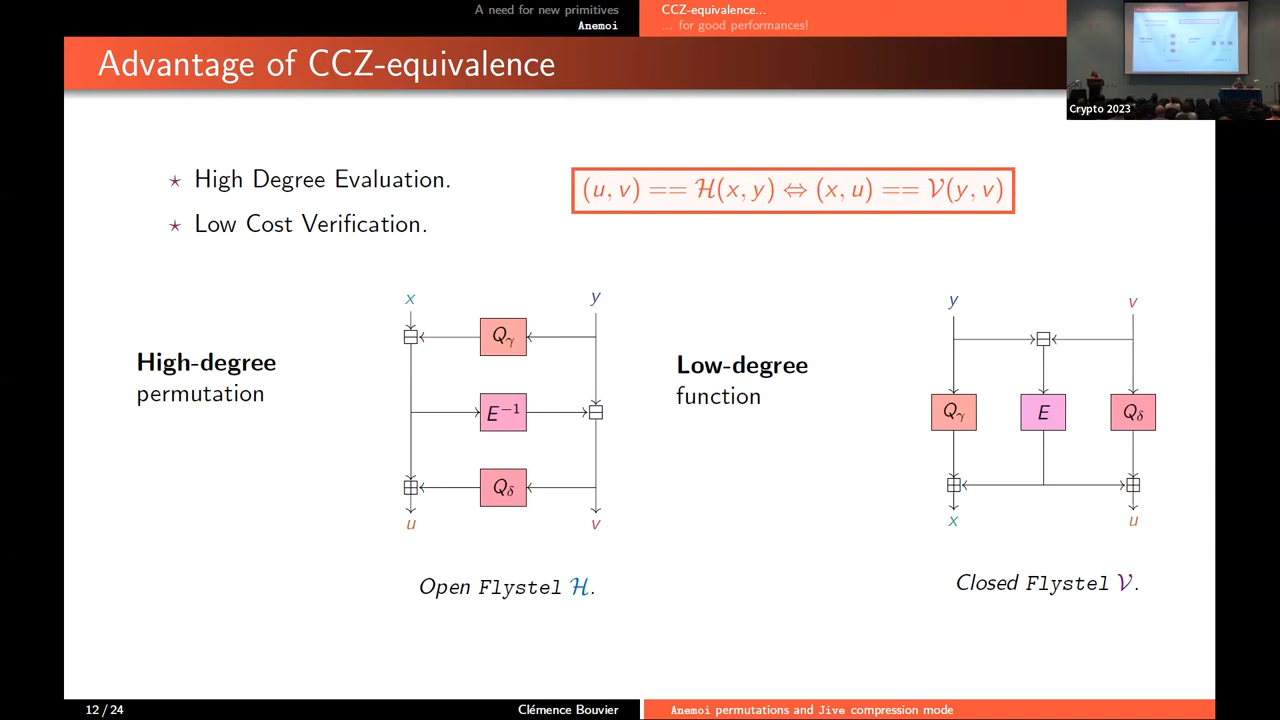 A need for new primitives
Anemoi
CCZ-equivalence...
... for good performances!
Crypto 2023
Advantage of CCZ-equivalence
⋆ High Degree Evaluation.
⋆ Low Cost Verification.
(u, v) == ℋ(x, y) ⇔ (x, u) == 𝒱(y, v)
High-degree
permutation
x
y
Q_γ
E⁻¹
Q_δ
u
v
Open Flystel ℋ.
Low-degree
function
y
v
Q_γ
E
Q_δ
x
u
Closed Flystel 𝒱.
12 / 24
Clémence Bouvier
Anemoi permutations and Jive compression mode